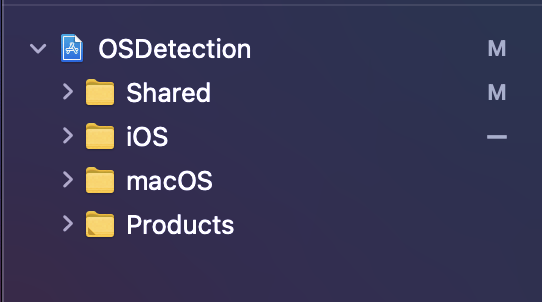 OSDetection M
Shared M
iOS –
macOS
Products